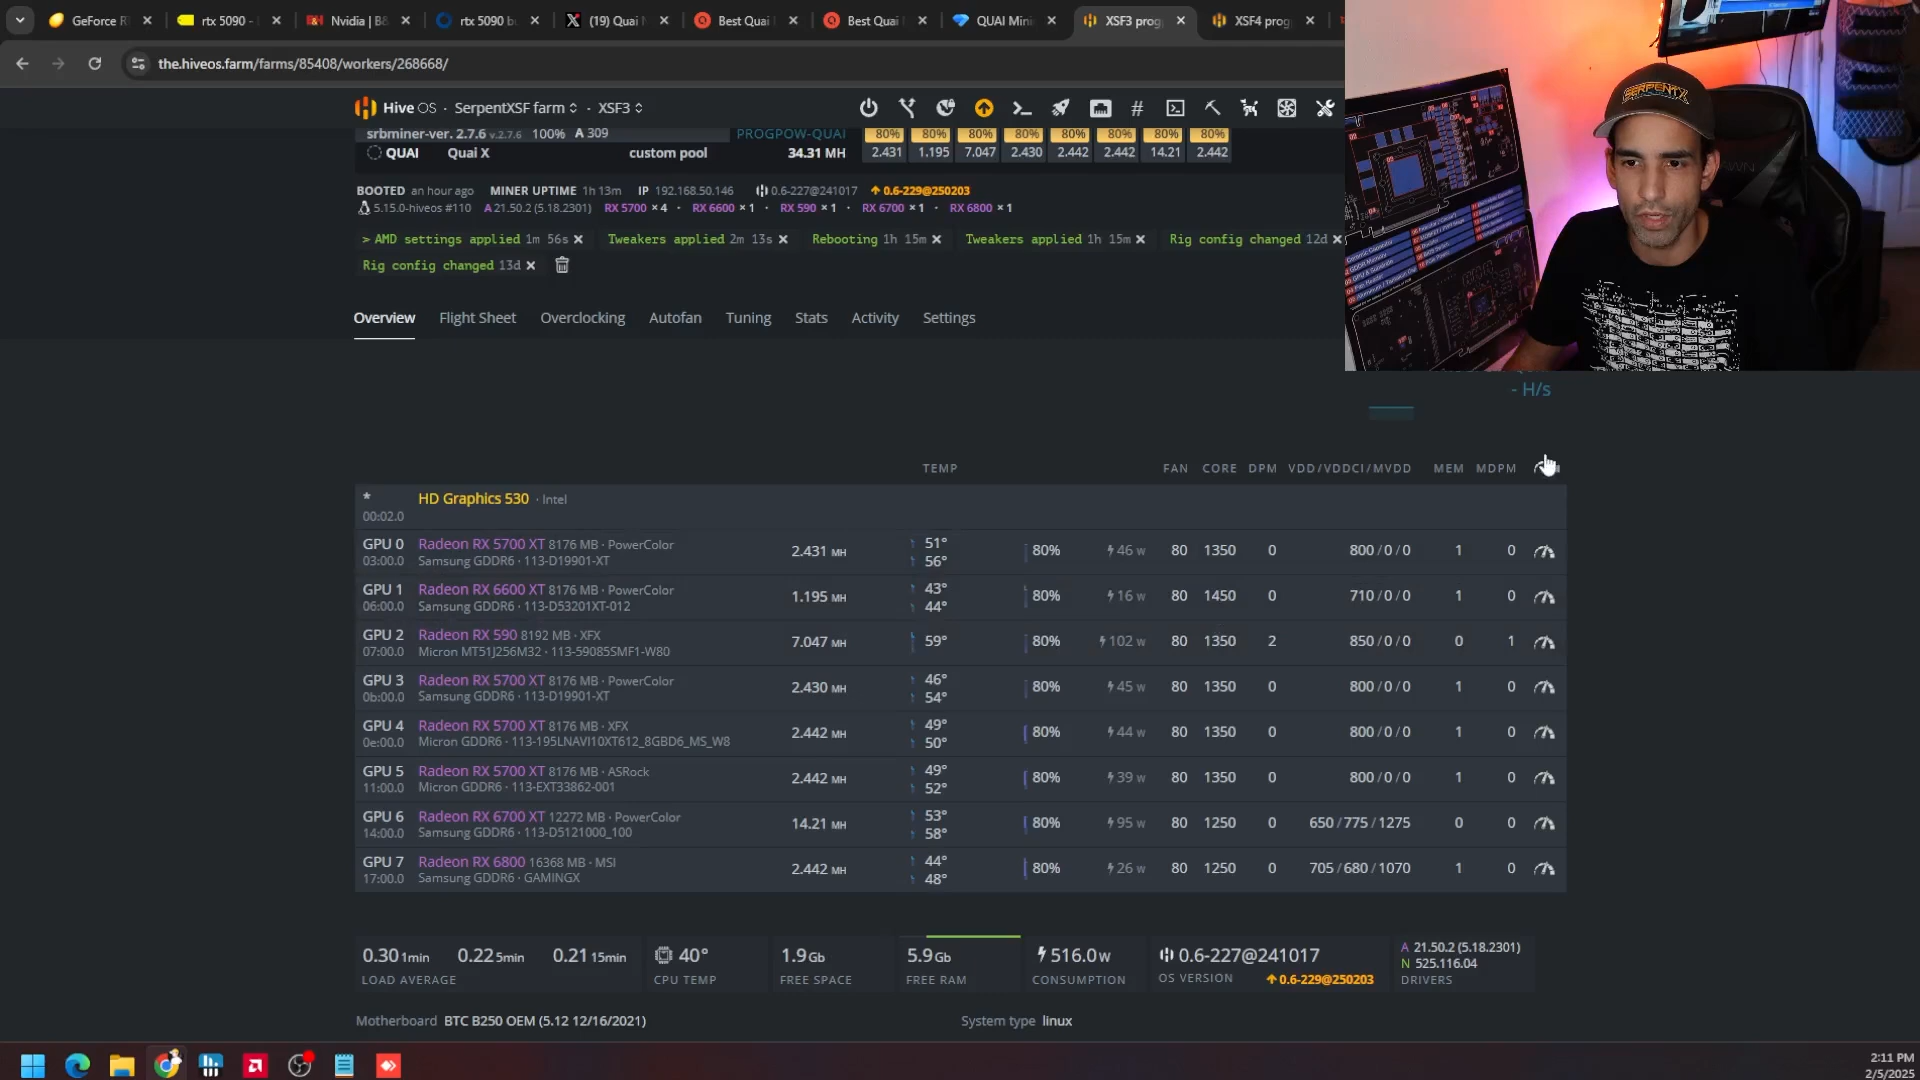 GeForce R
rtx 5090 -
Nvidia | B&
rtx 5090 b
(19) Quai
Best Quai
Best Quai
QUAI Min
XSF3 prog
XSF4 prog
the.hiveos.farm/farms/85408/workers/268668/
Hive OS · SerpentXSF farm · XSF3
srbminer-ver. 2.7.6 v.2.7.6 100% A 309 PROGPOW-QUAI 80% 80% 80% 80% 80% 80% 80% 80%
QUAI Quai X custom pool 34.31 MH 2.431 1.195 7.047 2.430 2.442 2.442 14.21 2.442
BOOTED an hour ago MINER UPTIME 1h 13m IP 192.168.50.146 0.6-227@241017 0.6-229@250203
5.15.0-hiveos #110 A 21.50.2 (5.18.2301) RX 5700 × 4 · RX 6600 × 1 · RX 590 × 1 · RX 6700 × 1 · RX 6800 × 1
> AMD settings applied 1m 56s × Tweakers applied 2m 13s × Rebooting 1h 15m × Tweakers applied 1h 15m × Rig config changed 12d ×
Rig config changed 13d ×
Overview Flight Sheet Overclocking Autofan Tuning Stats Activity Settings
- H/s
TEMP FAN CORE DPM VDD/VDDCI/MVDD MEM MDPM
* HD Graphics 530 · Intel
00:02.0
GPU 0 Radeon RX 5700 XT 8176 MB · PowerColor 2.431 MH 51° 80% 46 W 80 1350 0 800/0/0 1 0
03:00.0 Samsung GDDR6 · 113-D19901-XT 56°
GPU 1 Radeon RX 6600 XT 8176 MB · PowerColor 1.195 MH 43° 80% 16 W 80 1450 0 710/0/0 1 0
06:00.0 Samsung GDDR6 · 113-D53201XT-012 44°
GPU 2 Radeon RX 590 8192 MB · XFX 7.047 MH 59° 80% 102 W 80 1350 2 850/0/0 0 1
07:00.0 Micron MT51J256M32 · 113-59085SMF1-W80
GPU 3 Radeon RX 5700 XT 8176 MB · PowerColor 2.430 MH 46° 80% 45 W 80 1350 0 800/0/0 1 0
0b:00.0 Samsung GDDR6 · 113-D19901-XT 54°
GPU 4 Radeon RX 5700 XT 8176 MB · XFX 2.442 MH 49° 80% 44 W 80 1350 0 800/0/0 1 0
0e:00.0 Micron GDDR6 · 113-195LNAVI10XT612_8GBD6_MS_W8 50°
GPU 5 Radeon RX 5700 XT 8176 MB · ASRock 2.442 MH 49° 80% 39 W 80 1350 0 800/0/0 1 0
11:00.0 Micron GDDR6 · 113-EXT33862-001 52°
GPU 6 Radeon RX 6700 XT 12272 MB · PowerColor 14.21 MH 53° 80% 95 W 80 1250 0 650/775/1275 0 0
14:00.0 Samsung GDDR6 · 113-D5121000_100 58°
GPU 7 Radeon RX 6800 16368 MB · MSI 2.442 MH 44° 80% 26 W 80 1250 0 705/680/1070 1 0
17:00.0 Samsung GDDR6 · GAMINGX 48°
0.30 1min 0.22 5min 0.21 15min 40° 1.9 Gb 5.9 Gb 516.0 W 0.6-227@241017 A 21.50.2 (5.18.2301)
N 525.116.04
LOAD AVERAGE CPU TEMP FREE SPACE FREE RAM CONSUMPTION OS VERSION 0.6-229@250203 DRIVERS
Motherboard BTC B250 OEM (5.12 12/16/2021) System type linux
2:11 PM
2/5/2025
SERPENTX